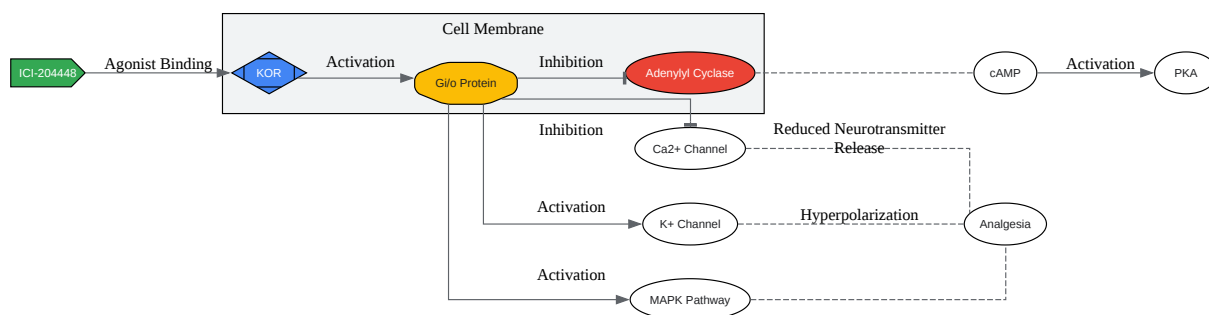 Cell Membrane
ICI-204448
Agonist Binding
KOR
Activation
Gi/o Protein
Inhibition
Adenylyl Cyclase
cAMP
Activation
PKA
Inhibition
Ca2+ Channel
Reduced Neurotransmitter
Release
Activation
K+ Channel
Hyperpolarization
Analgesia
Activation
MAPK Pathway